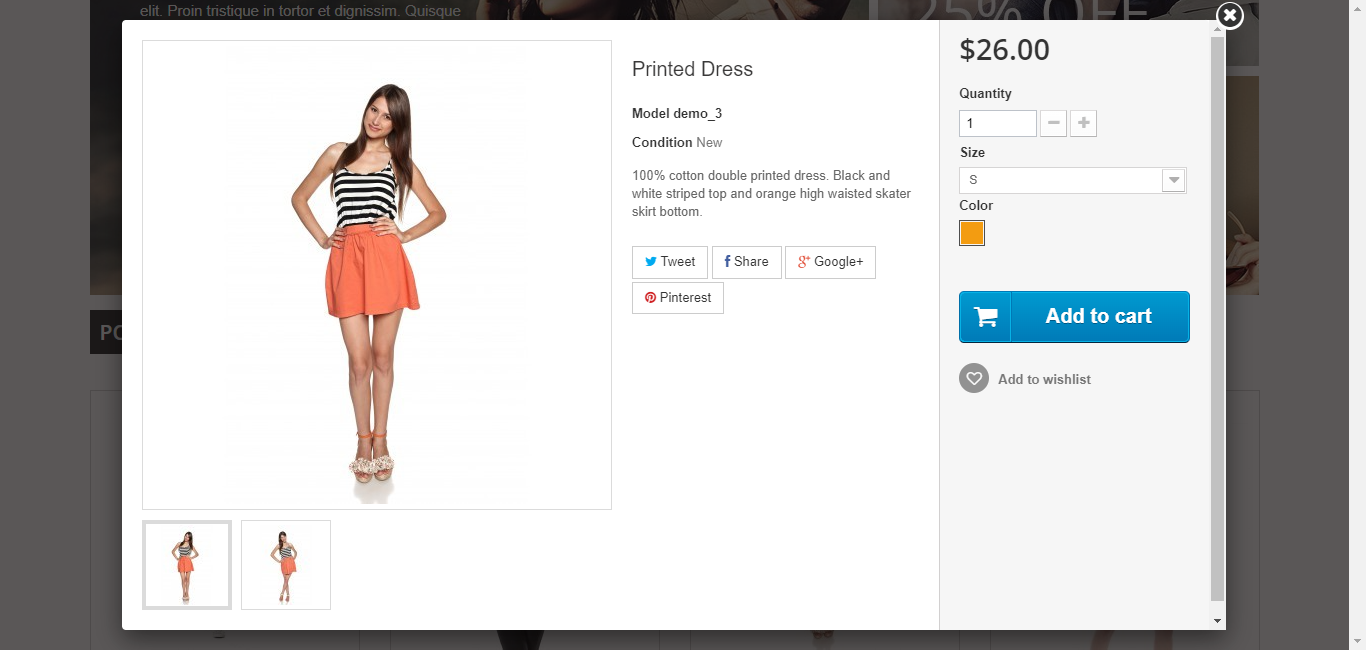 elit. Proin tristique in tortor et dignissim. Quisque
25% OFF
Printed Dress
Model demo_3
Condition New
100% cotton double printed dress. Black and
white striped top and orange high waisted skater
skirt bottom.
Tweet
Share
Google+
Pinterest
$26.00
Quantity
1
Size
S
Color
Add to cart
Add to wishlist